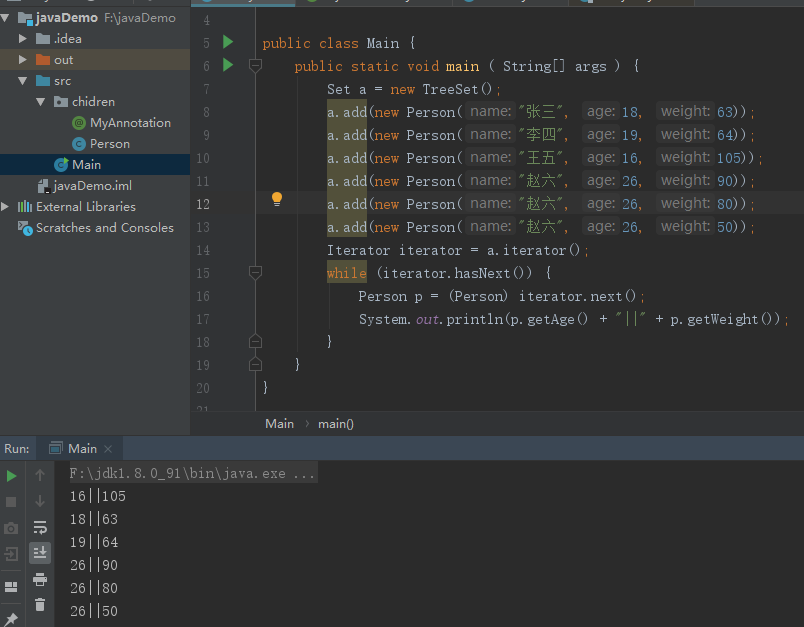 javaDemo F:\javaDemo
.idea
out
src
chidren
MyAnnotation
Person
Main
javaDemo.iml
External Libraries
Scratches and Consoles
4
5 public class Main {
6 public static void main ( String[] args ) {
7 Set a = new TreeSet();
8 a.add(new Person( name: "张三", age: 18, weight: 63));
9 a.add(new Person( name: "李四", age: 19, weight: 64));
10 a.add(new Person( name: "王五", age: 16, weight: 105));
11 a.add(new Person( name: "赵六", age: 26, weight: 90));
12 a.add(new Person( name: "赵六", age: 26, weight: 80));
13 a.add(new Person( name: "赵六", age: 26, weight: 50));
14 Iterator iterator = a.iterator();
15 while (iterator.hasNext()) {
16 Person p = (Person) iterator.next();
17 System.out.println(p.getAge() + "||" + p.getWeight());
18 }
19 }
20 }
Main › main()
Run: Main ×
F:\jdk1.8.0_91\bin\java.exe ...
16||105
18||63
19||64
26||90
26||80
26||50